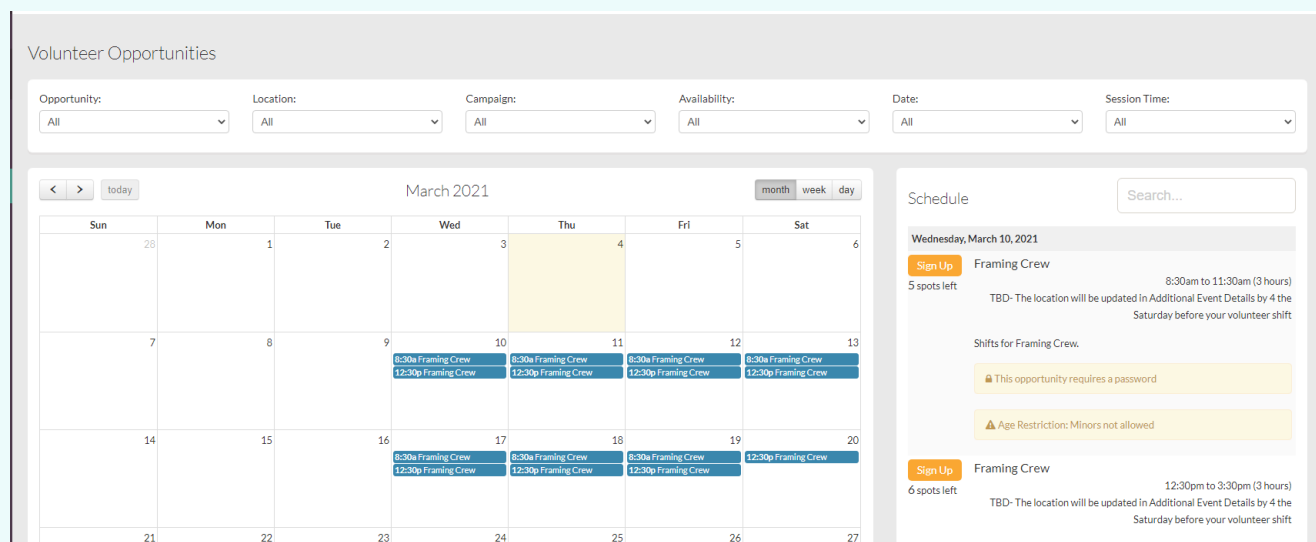 Volunteer Opportunities
Opportunity: Location: Campaign: Availability: Date: Session Time:
All All All All All All
today March 2021 month week day
Sun Mon Tue Wed Thu Fri Sat
28 1 2 3 4 5 6
7 8 9 10 11 12 13
8:30a Framing Crew 8:30a Framing Crew 8:30a Framing Crew 8:30a Framing Crew
12:30p Framing Crew 12:30p Framing Crew 12:30p Framing Crew 12:30p Framing Crew
14 15 16 17 18 19 20
8:30a Framing Crew 8:30a Framing Crew 8:30a Framing Crew 12:30p Framing Crew
12:30p Framing Crew 12:30p Framing Crew 12:30p Framing Crew
21 22 23 24 25 26 27
Schedule Search...
Wednesday, March 10, 2021
Sign Up Framing Crew
5 spots left 8:30am to 11:30am (3 hours)
TBD- The location will be updated in Additional Event Details by 4 the
Saturday before your volunteer shift
Shifts for Framing Crew.
This opportunity requires a password
Age Restriction: Minors not allowed
Sign Up Framing Crew
6 spots left 12:30pm to 3:30pm (3 hours)
TBD- The location will be updated in Additional Event Details by 4 the
Saturday before your volunteer shift